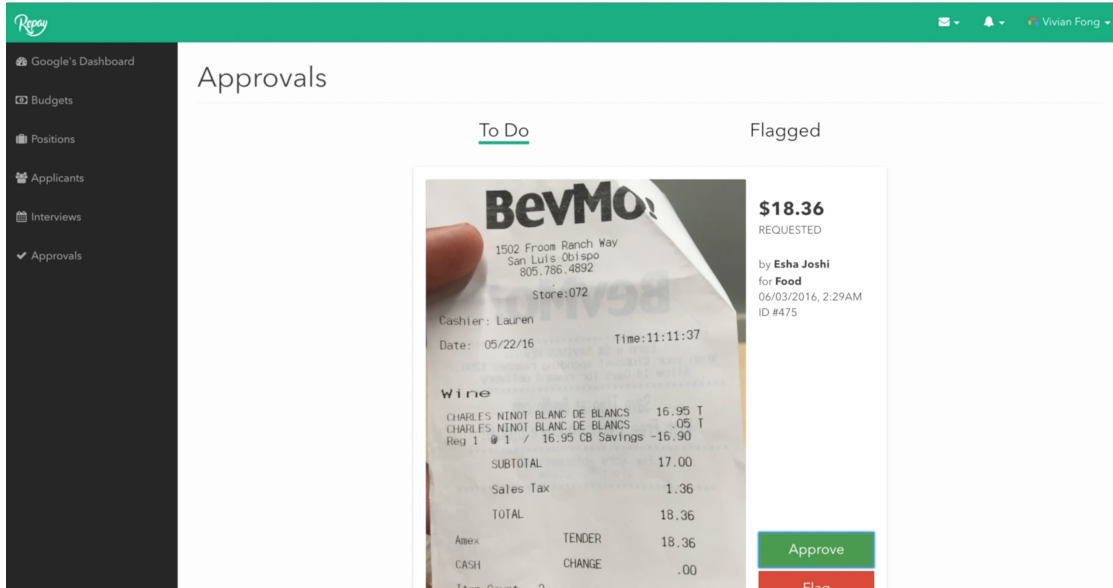 Repay
Vivian Fong
Google's Dashboard
Budgets
Positions
Applicants
Interviews
Approvals
Approvals
To Do
Flagged
BevMo!
1502 Froom Ranch Way
San Luis Obispo
805.786.4892
Store:072
Cashier: Lauren
Date: 05/22/16 Time:11:11:37
Wine
CHARLES NINOT BLANC DE BLANCS 16.95 T
CHARLES NINOT BLANC DE BLANCS .05 T
Reg 1 @ 1 / 16.95 CB Savings -16.90
SUBTOTAL 17.00
Sales Tax 1.36
TOTAL 18.36
Amex TENDER 18.36
CASH CHANGE .00
Item Count 2
$18.36
REQUESTED
by Esha Joshi
for Food
06/03/2016, 2:29AM
ID #475
Approve
Flag